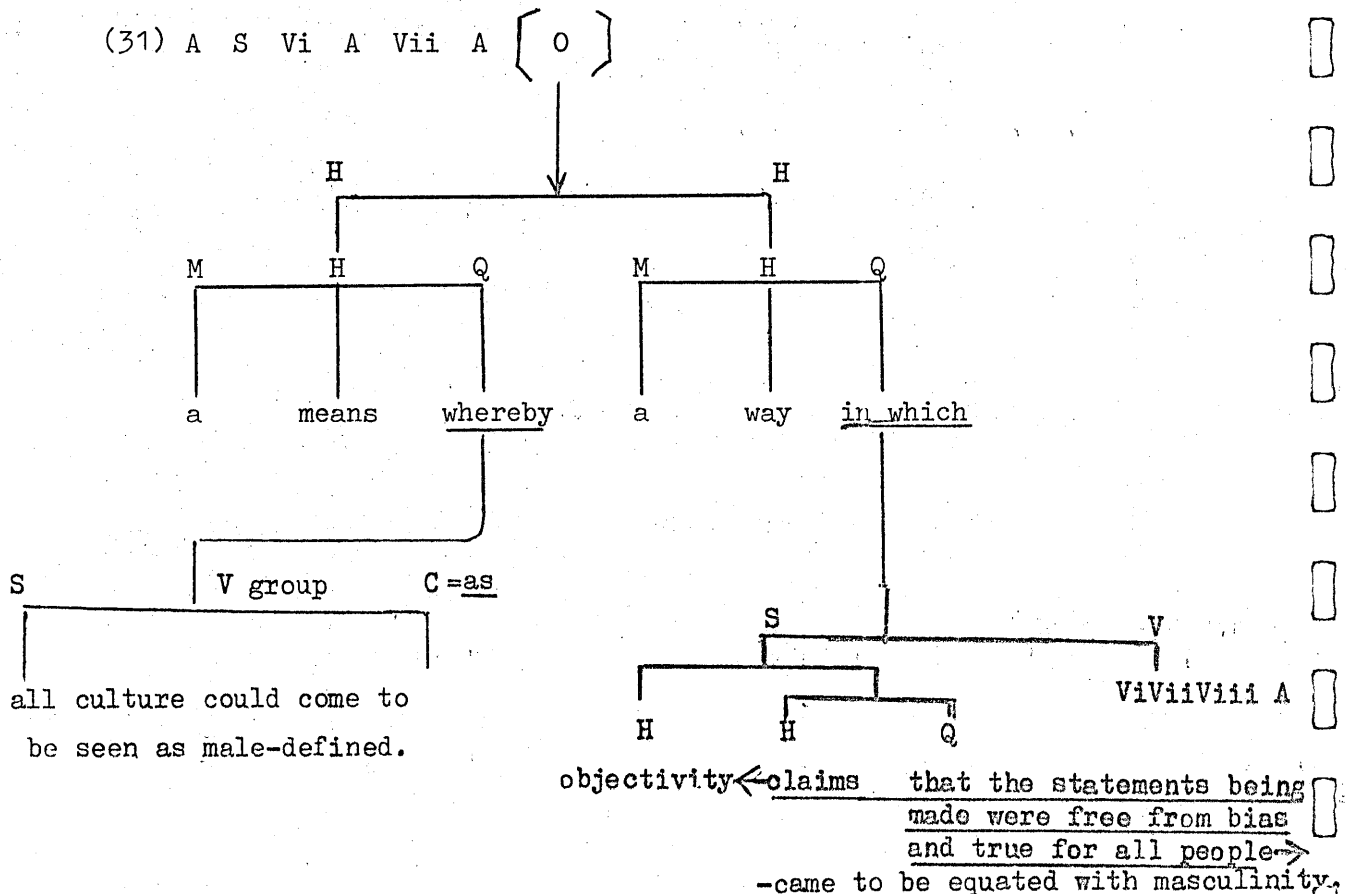 (31) A S Vi A Vii A [ O ]
H H
M H Q M H Q
a means whereby a way in which
S V group C =as
S V
all culture could come to
be seen as male-defined.
ViViiViii A
H H Q
objectivity←claims that the statements being
made were free from bias
and true for all people→
-came to be equated with masculinity.